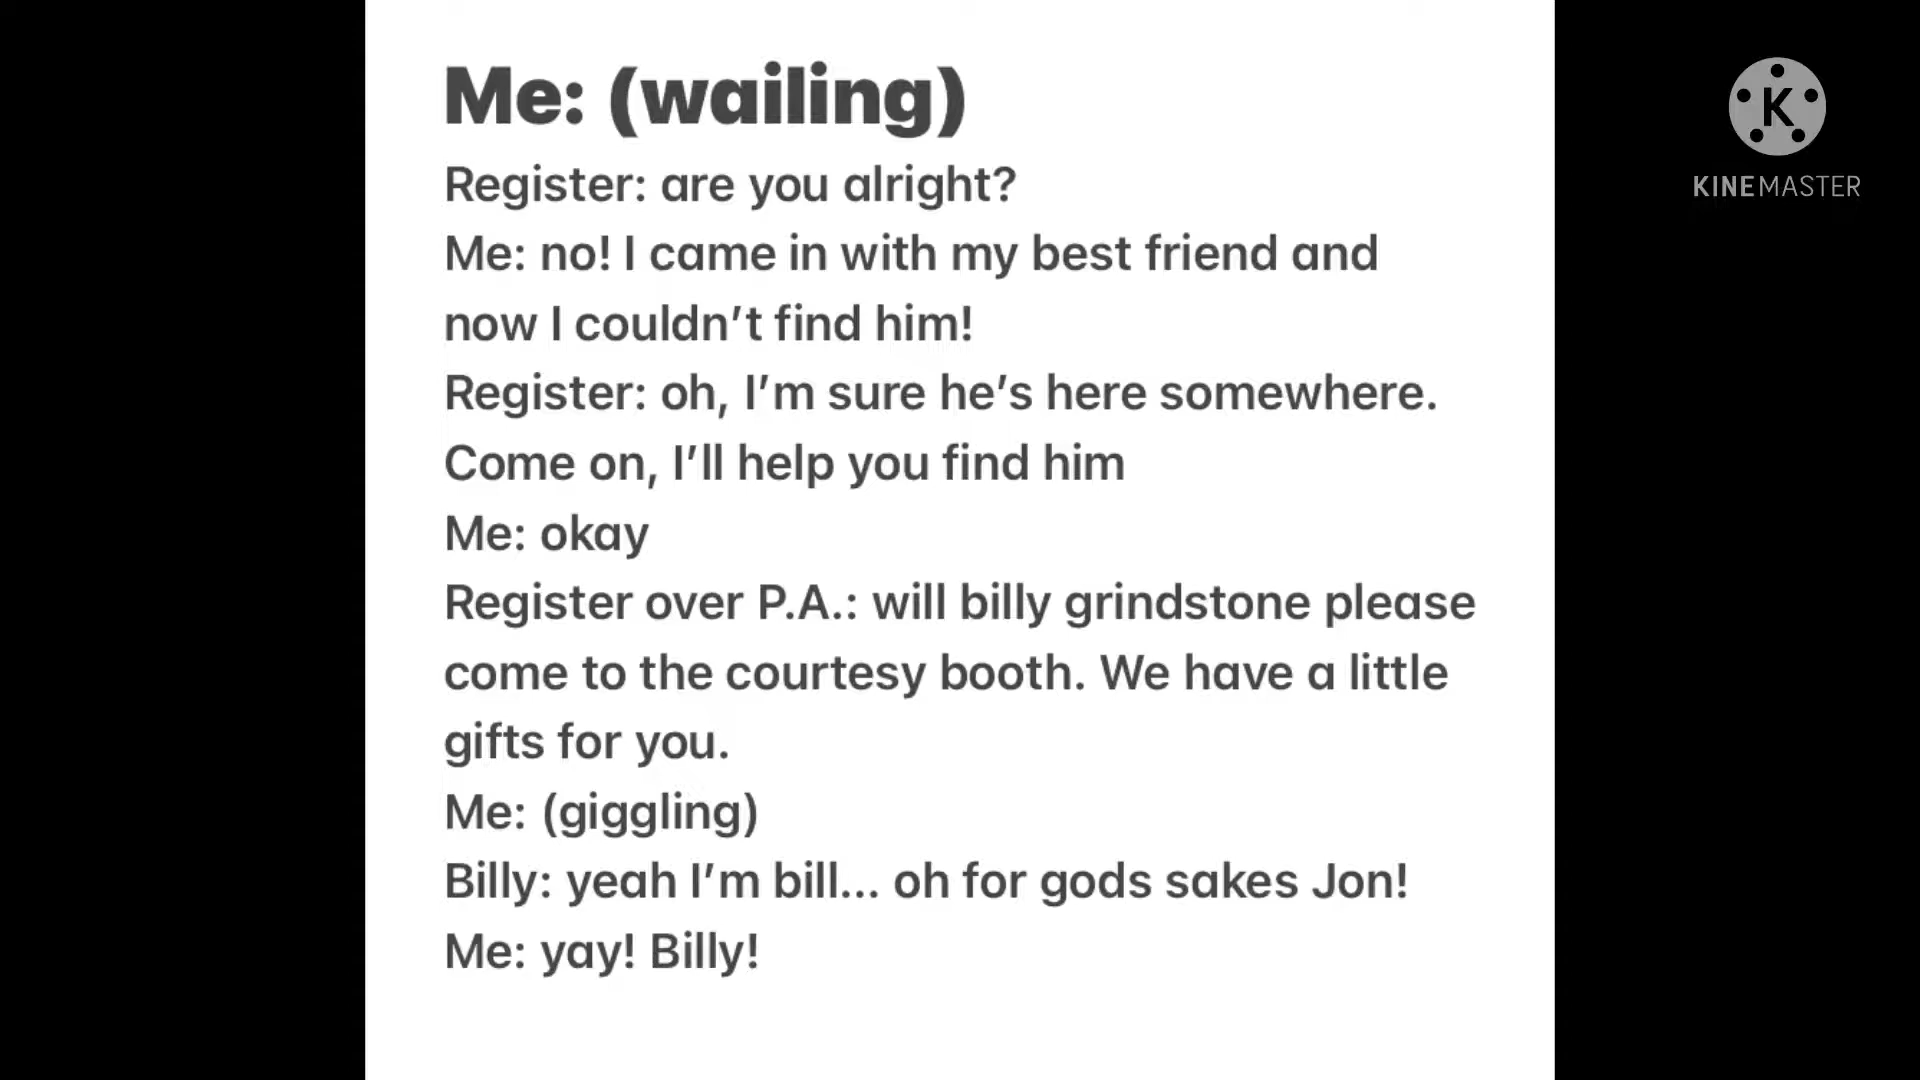 Me: (wailing)
Register: are you alright?
Me: no! I came in with my best friend and
now I couldn’t find him!
Register: oh, I’m sure he’s here somewhere.
Come on, I’ll help you find him
Me: okay
Register over P.A.: will billy grindstone please
come to the courtesy booth. We have a little
gifts for you.
Me: (giggling)
Billy: yeah I’m bill... oh for gods sakes Jon!
Me: yay! Billy!
K
KINEMASTER